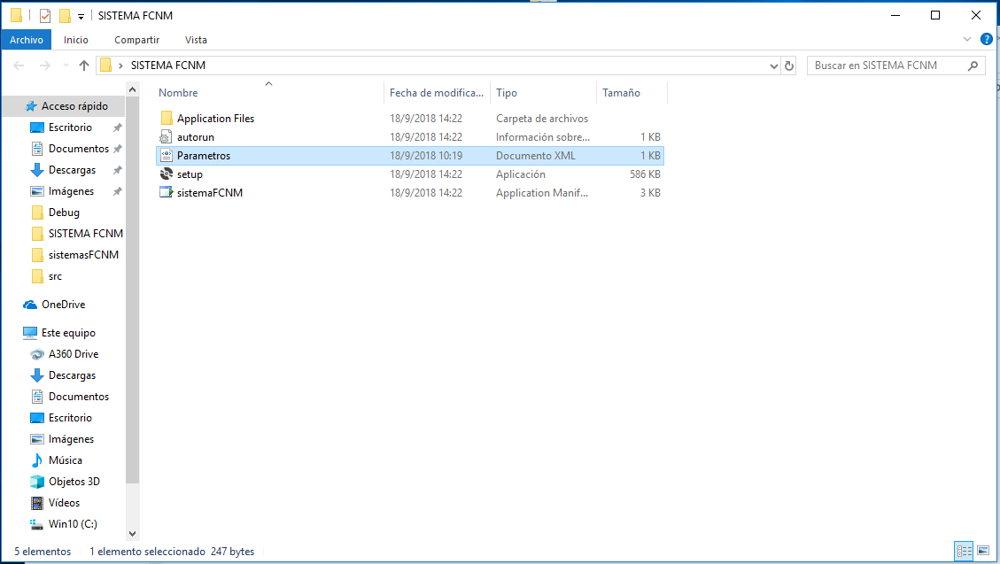 SISTEMA FCNM
Archivo Inicio Compartir Vista
SISTEMA FCNM Buscar en SISTEMA FCNM
Acceso rápido
Escritorio
Documentos
Descargas
Imágenes
Debug
SISTEMA FCNM
sistemasFCNM
src
OneDrive
Este equipo
A360 Drive
Descargas
Documentos
Escritorio
Imágenes
Música
Objetos 3D
Vídeos
Win10 (C:)
Nombre Fecha de modifica... Tipo Tamaño
Application Files 18/9/2018 14:22 Carpeta de archivos
autorun 18/9/2018 14:22 Información sobre... 1 KB
Parametros 18/9/2018 10:19 Documento XML 1 KB
setup 18/9/2018 14:22 Aplicación 586 KB
sistemaFCNM 18/9/2018 14:22 Application Manif... 3 KB
5 elementos 1 elemento seleccionado 247 bytes